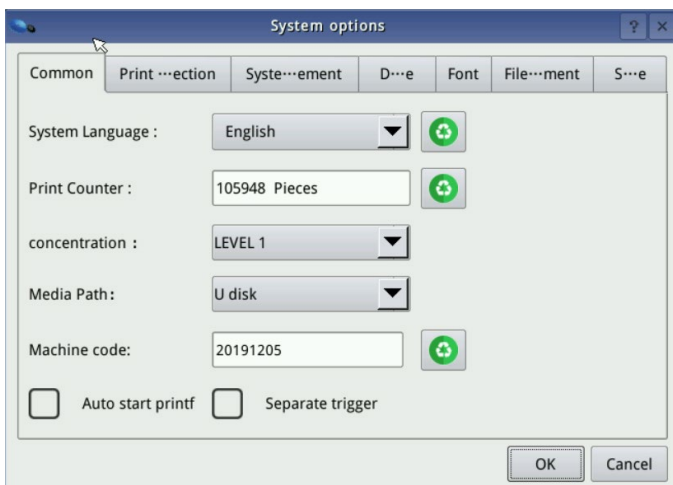 System options
Common Print ···ection Syste···ement D···e Font File···ment S···e
System Language : English
Print Counter : 105948 Pieces
concentration : LEVEL 1
Media Path: U disk
Machine code: 20191205
Auto start printf Separate trigger
OK Cancel